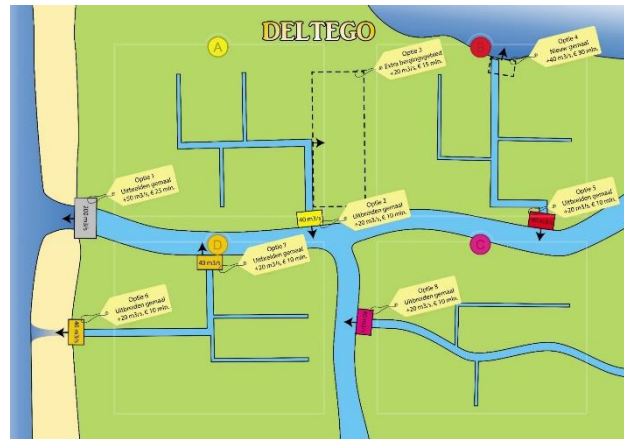 DELTEGO
A
B
Optie 3
Extra bergingsgebied
+20 m3/s, € 15 mln.
Optie 4
Nieuw gemaal
+40 m3/s, € 30 mln.
Optie 1
Uitbreiden gemaal
+50 m3/s, € 25 mln.
Optie 2
Uitbreiden gemaal
+20 m3/s, € 10 mln.
Optie 5
Uitbreiden gemaal
+20 m3/s, € 10 mln.
40 m3/s
D
C
Optie 7
Uitbreiden gemaal
+20 m3/s, € 10 mln.
40 m3/s
Optie 6
Uitbreiden gemaal
+20 m3/s, € 10 mln.
40 m3/s
Optie 8
Uitbreiden gemaal
+20 m3/s, € 10 mln.